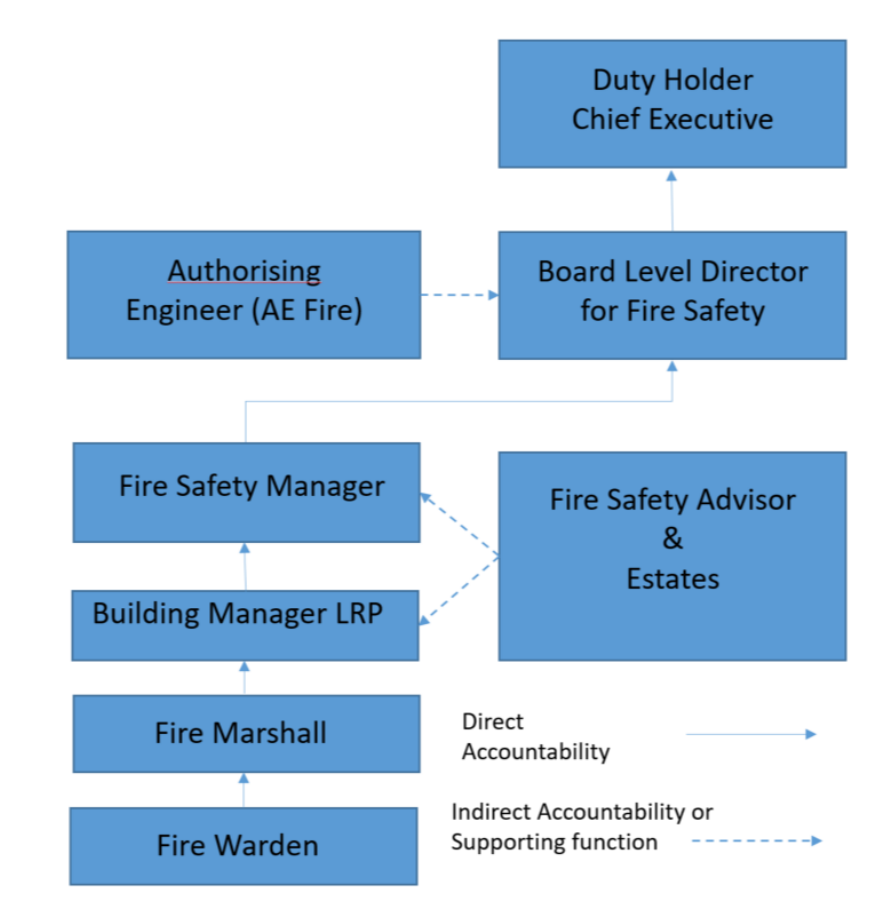 Duty Holder
Chief Executive
Authorising
Engineer (AE Fire)
Board Level Director
for Fire Safety
Fire Safety Manager
Fire Safety Advisor
&
Estates
Building Manager LRP
Fire Marshall
Direct
Accountability
Indirect Accountability or
Supporting function
Fire Warden